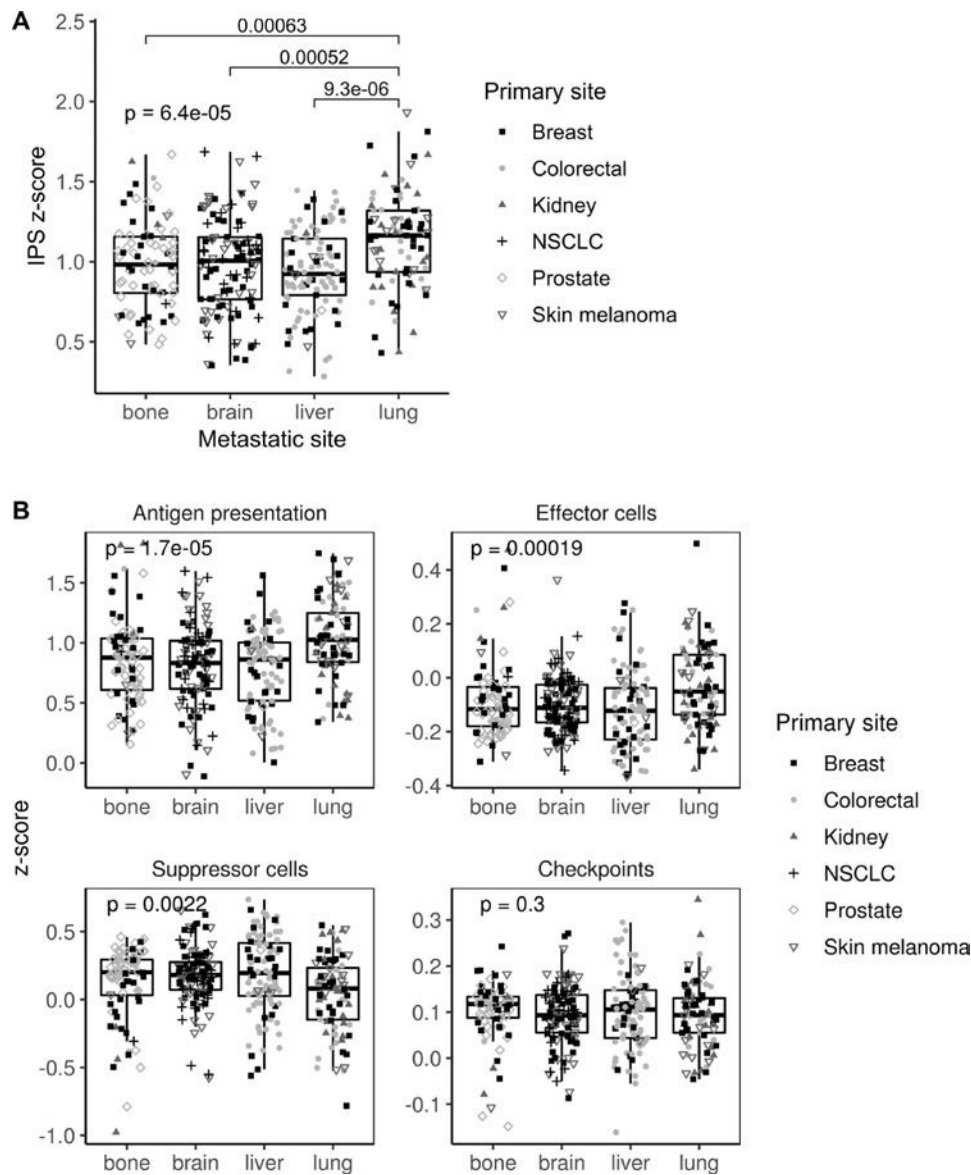 A
2.5
2.0
1.5
1.0
0.5
IPS z-score
0.00063
0.00052
9.3e-06
p = 6.4e-05
bone brain liver lung
Metastatic site
Primary site
Breast
Colorectal
Kidney
NSCLC
Prostate
Skin melanoma
B
z-score
Antigen presentation
p = 1.7e-05
1.5
1.0
0.5
0.0
bone brain liver lung
Effector cells
p = 0.00019
0.4
0.2
-0.0
-0.2
-0.4
bone brain liver lung
Suppressor cells
p = 0.0022
0.5
0.0
-0.5
-1.0
bone brain liver lung
Checkpoints
p = 0.3
0.3
0.2
0.1
0.0
-0.1
bone brain liver lung
Primary site
Breast
Colorectal
Kidney
NSCLC
Prostate
Skin melanoma